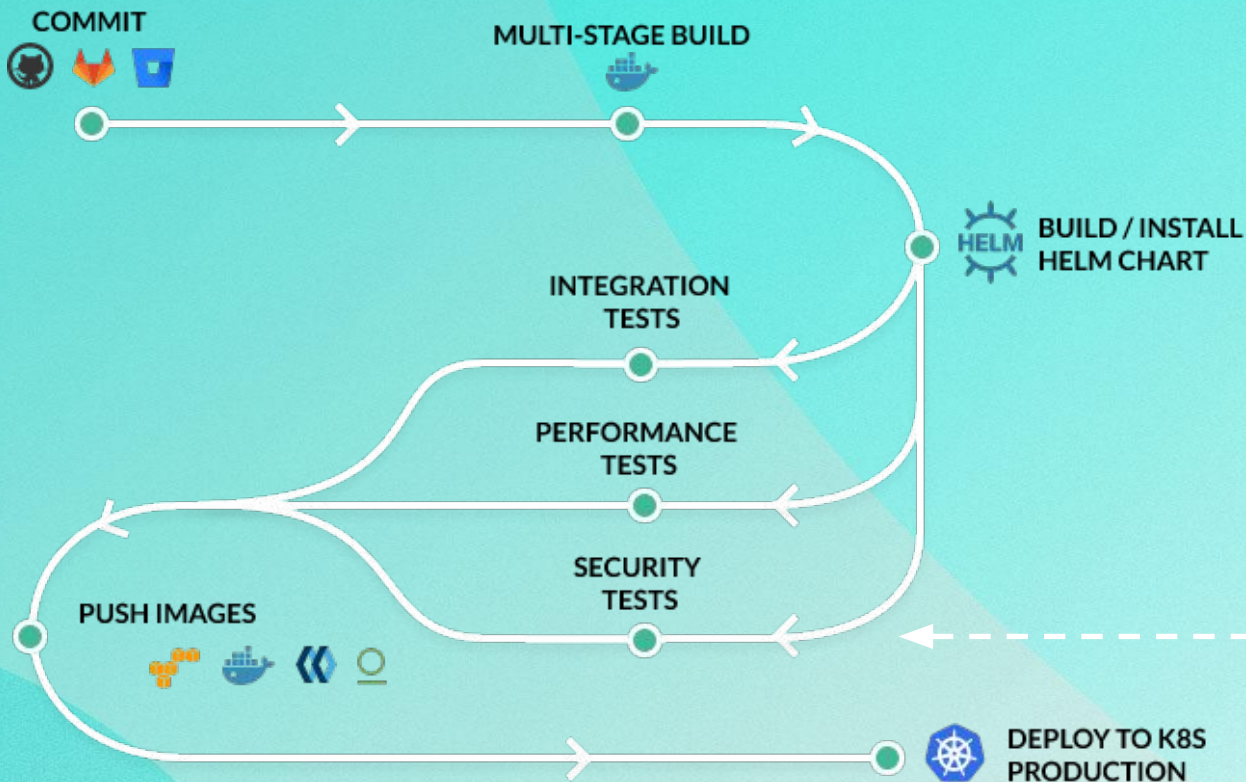 COMMIT
MULTI-STAGE BUILD
HELM
BUILD / INSTALL
HELM CHART
INTEGRATION
TESTS
PERFORMANCE
TESTS
SECURITY
TESTS
PUSH IMAGES
DEPLOY TO K8S
PRODUCTION